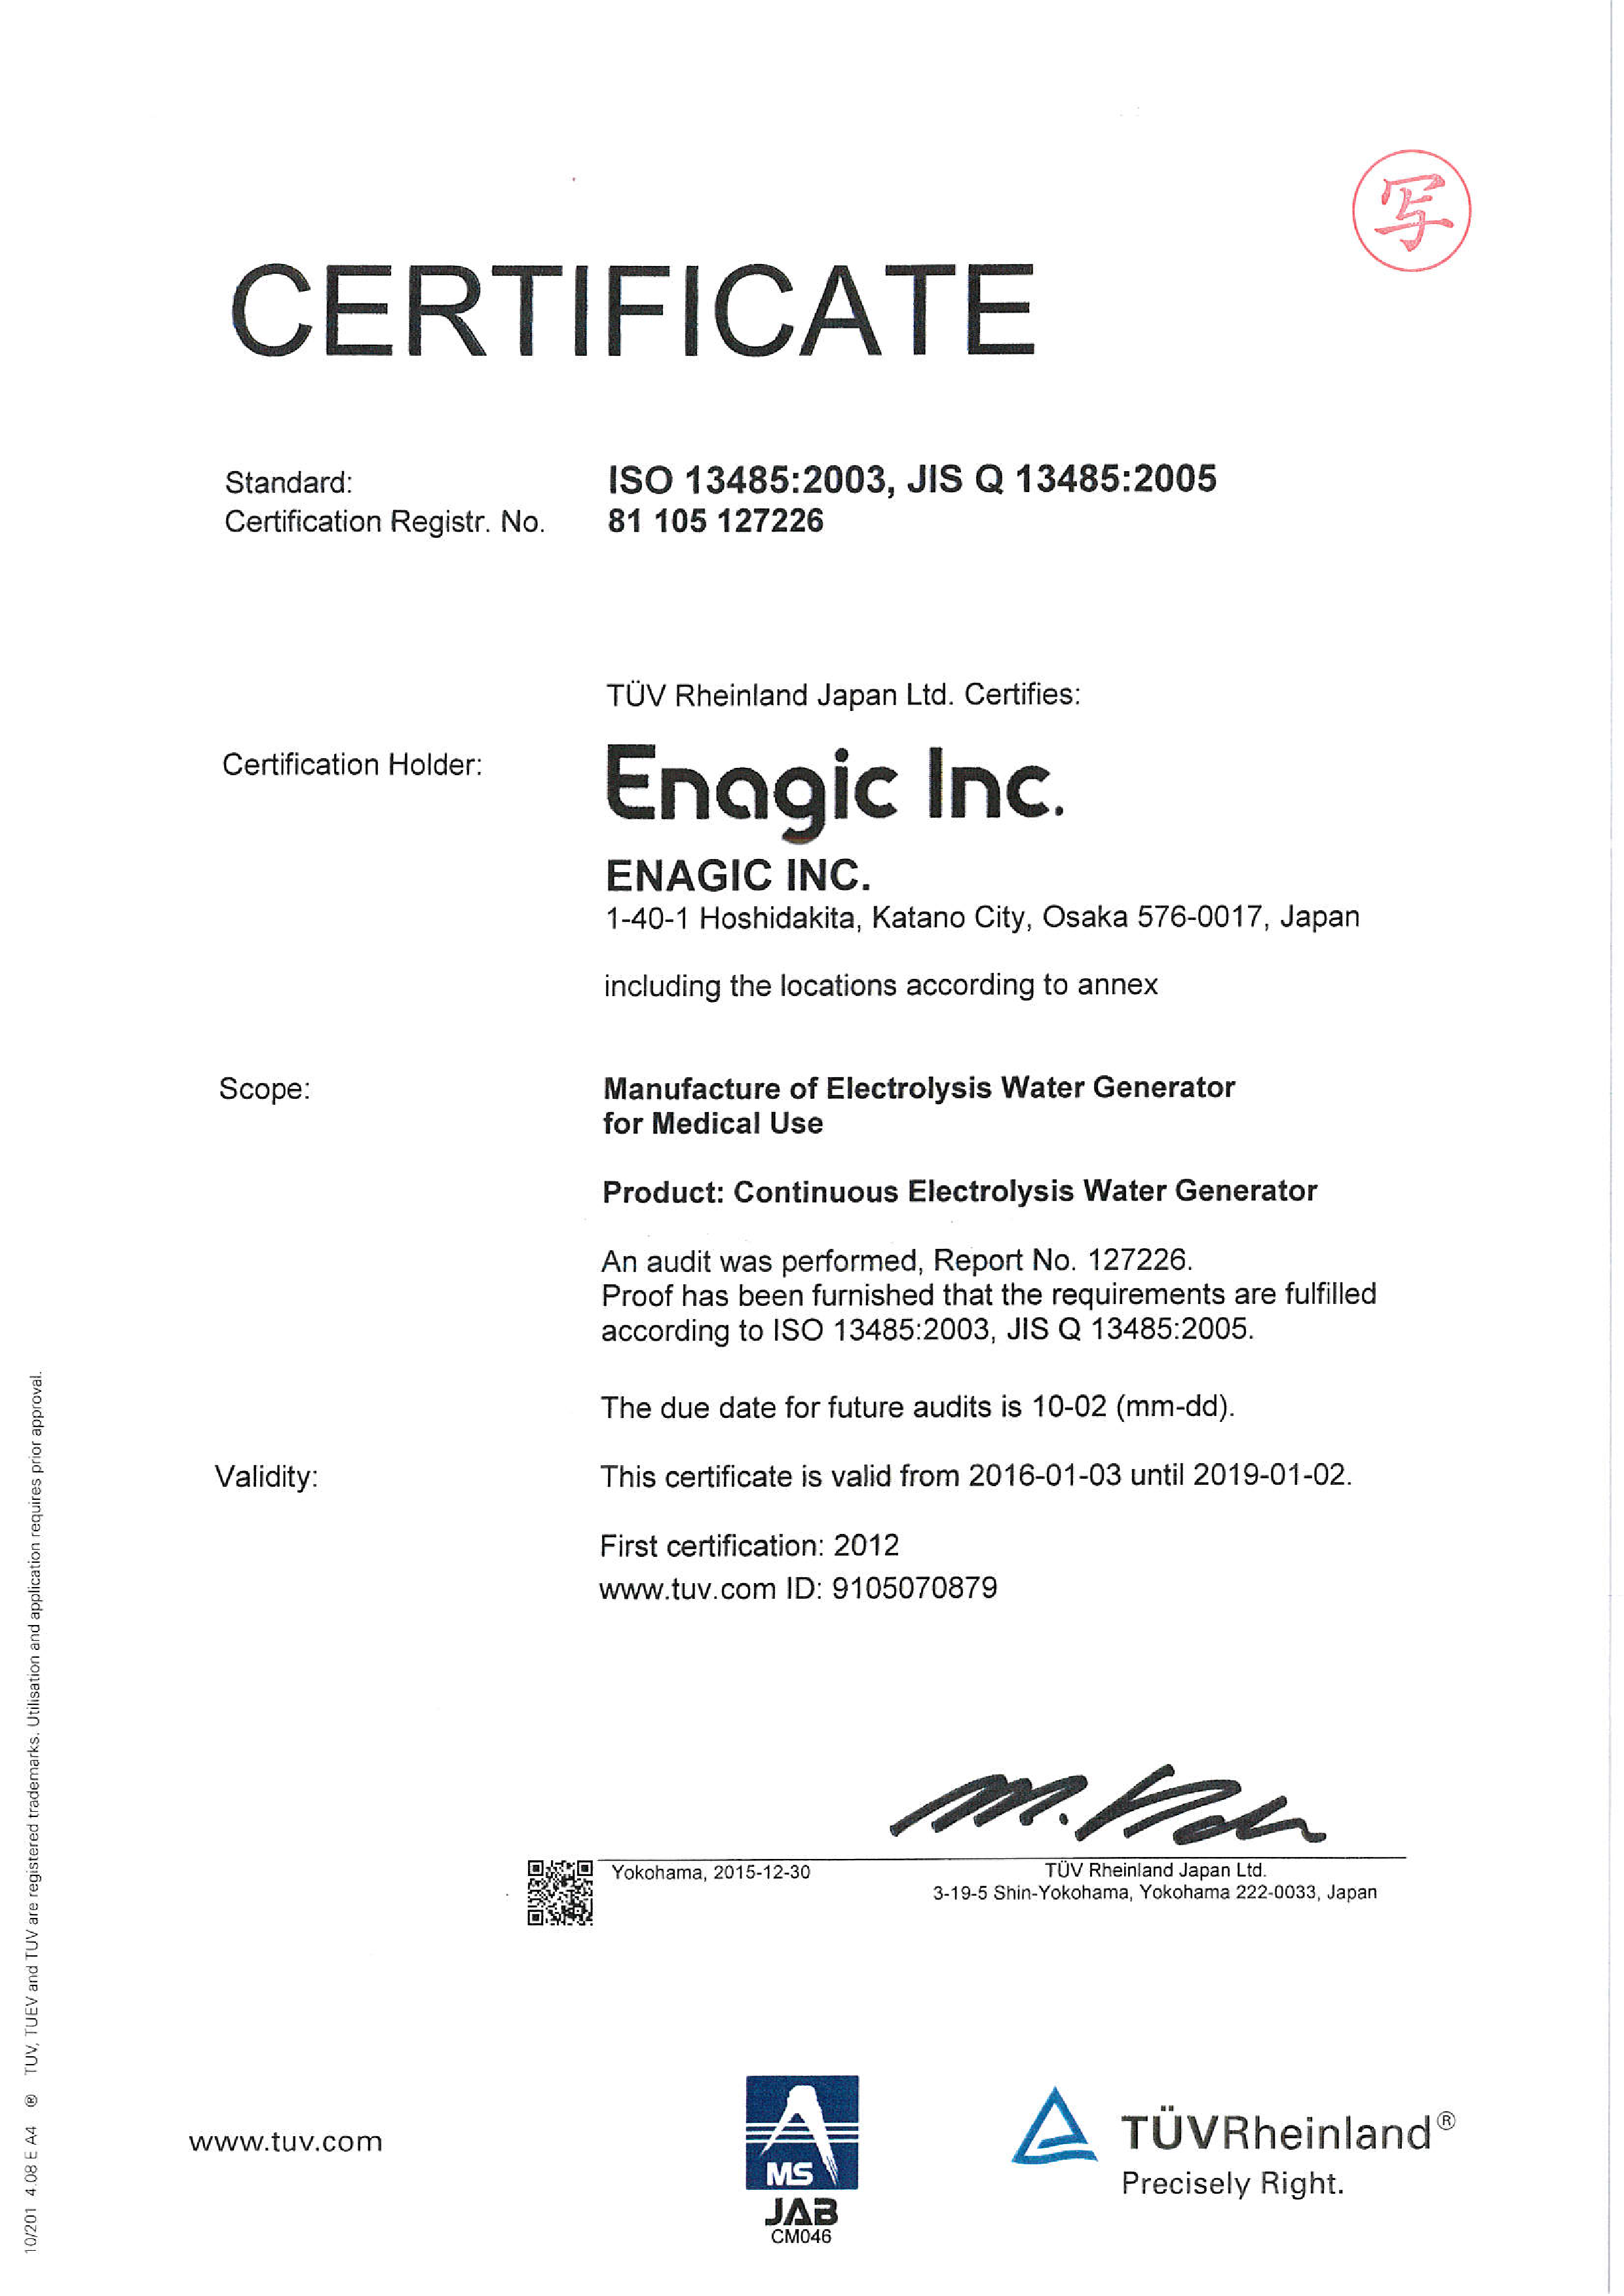 写
CERTIFICATE
Standard: ISO 13485:2003, JIS Q 13485:2005
Certification Registr. No. 81 105 127226
TÜV Rheinland Japan Ltd. Certifies:
Certification Holder: Enagic Inc.
ENAGIC INC.
1-40-1 Hoshidakita, Katano City, Osaka 576-0017, Japan
including the locations according to annex
Scope: Manufacture of Electrolysis Water Generator
for Medical Use
Product: Continuous Electrolysis Water Generator
An audit was performed, Report No. 127226.
Proof has been furnished that the requirements are fulfilled
according to ISO 13485:2003, JIS Q 13485:2005.
The due date for future audits is 10-02 (mm-dd).
Validity: This certificate is valid from 2016-01-03 until 2019-01-02.
First certification: 2012
www.tuv.com ID: 9105070879
M.
Yokohama, 2015-12-30
TÜV Rheinland Japan Ltd.
3-19-5 Shin-Yokohama, Yokohama 222-0033, Japan
10/201 4.08 E A4 ® TÜV, TUEV and TUV are registered trademarks. Utilisation and application requires prior approval.
www.tuv.com
MS
JAB
CM046
TÜVRheinland®
Precisely Right.